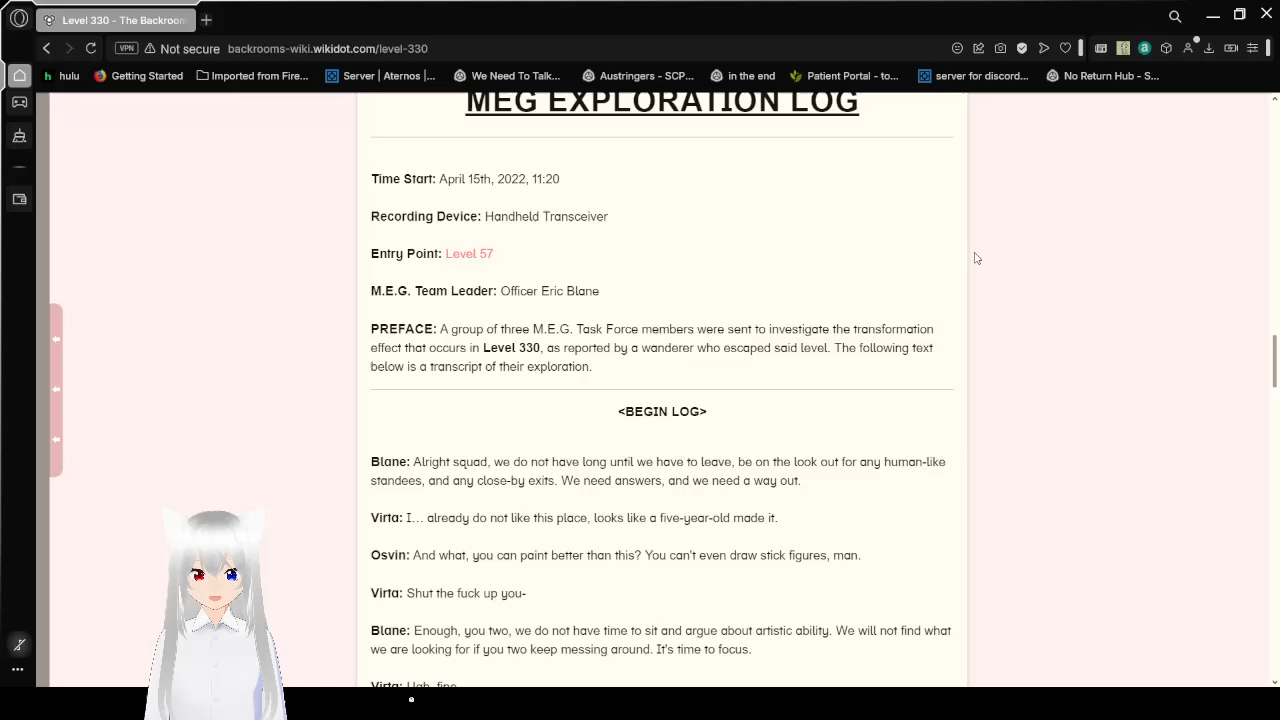 Level 330 - The Backroom
VPN Not secure backrooms-wiki.wikidot.com/level-330
hulu Getting Started Imported from Fire... Server | Aternos |... We Need To Talk... Austringers - SCP... in the end Patient Portal - to... server for discord... No Return Hub - S...
MEG EXPLORATION LOG
Time Start: April 15th, 2022, 11:20
Recording Device: Handheld Transceiver
Entry Point: Level 57
M.E.G. Team Leader: Officer Eric Blane
PREFACE: A group of three M.E.G. Task Force members were sent to investigate the transformation
effect that occurs in Level 330, as reported by a wanderer who escaped said level. The following text
below is a transcript of their exploration.
<BEGIN LOG>
Blane: Alright squad, we do not have long until we have to leave, be on the look out for any human-like
standees, and any close-by exits. We need answers, and we need a way out.
Virta: I... already do not like this place, looks like a five-year-old made it.
Osvin: And what, you can paint better than this? You can't even draw stick figures, man.
Virta: Shut the fuck up you-
Blane: Enough, you two, we do not have time to sit and argue about artistic ability. We will not find what
we are looking for if you two keep messing around. It's time to focus.
Virta: Ugh, fine.